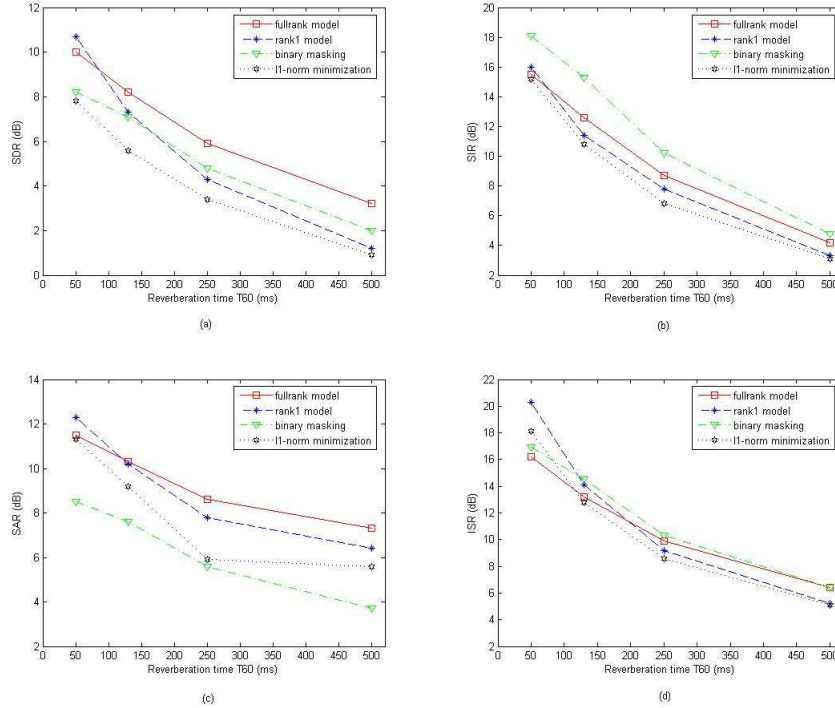 12
10
8
6
4
2
0
SDR (dB)
fullrank model
rank1 model
binary masking
l1-norm minimization
0 50 100 150 200 250 300 350 400 450 500
Reverberation time T60 (ms)
(a)
20
18
16
14
12
10
8
6
4
2
SIR (dB)
fullrank model
rank1 model
binary masking
l1-norm minimization
0 50 100 150 200 250 300 350 400 450 500
Reverberation time T60 (ms)
(b)
14
12
10
8
6
4
2
SAR (dB)
fullrank model
rank1 model
binary masking
l1-norm minimization
0 50 100 150 200 250 300 350 400 450 500
Reverberation time T60 (ms)
(c)
22
20
18
16
14
12
10
8
6
4
2
ISR (dB)
fullrank model
rank1 model
binary masking
l1-norm minimization
0 50 100 150 200 250 300 350 400 450 500
Reverberation time T60 (ms)
(d)